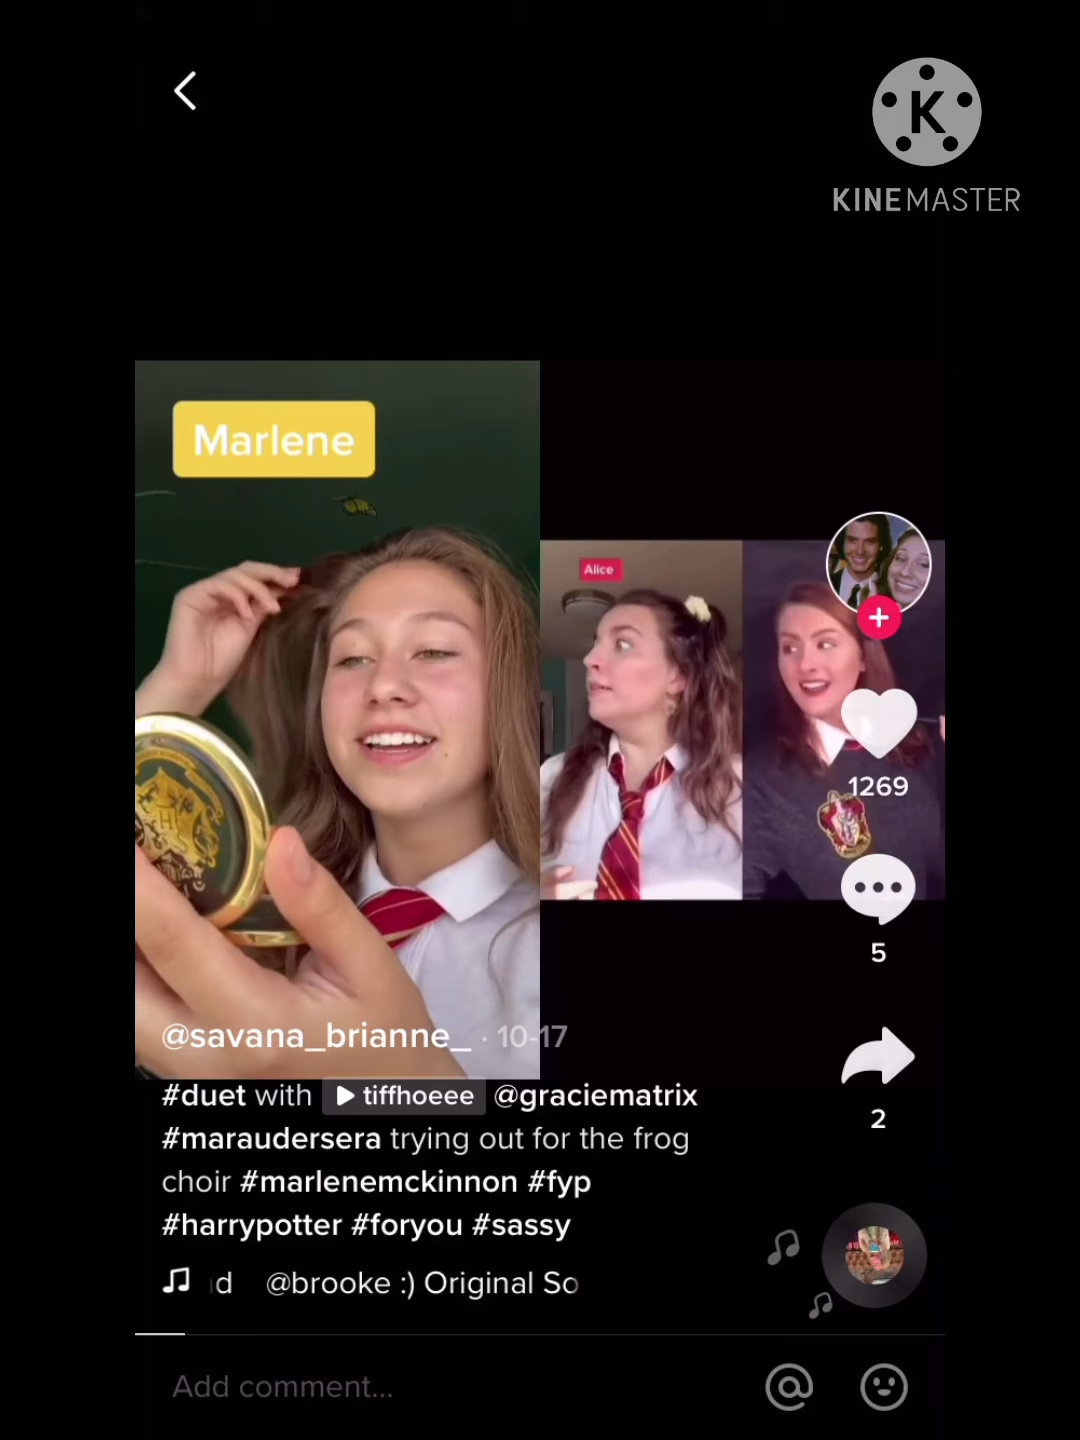 K
KINEMASTER
Marlene
Alice
1269
5
@savana_brianne_ · 10-17
#duet with tiffhoeee @graciematrix
2
#maraudersera trying out for the frog
choir #marlenemckinnon #fyp
#harrypotter #foryou #sassy
d @brooke :) Original So
Add comment...